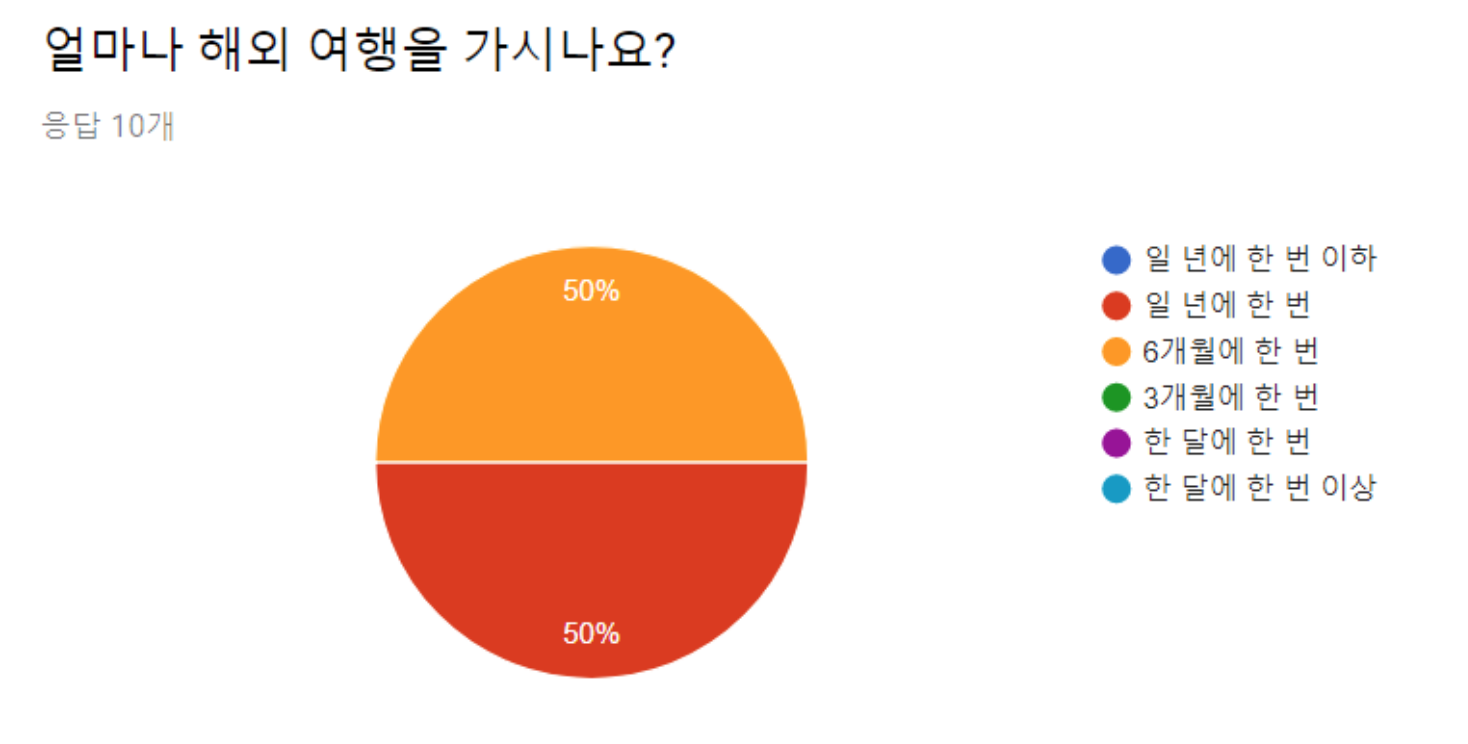 얼마나 해외 여행을 가시나요?
응답 10개
50%
50%
일 년에 한 번 이하
일 년에 한 번
6개월에 한 번
3개월에 한 번
한 달에 한 번
한 달에 한 번 이상